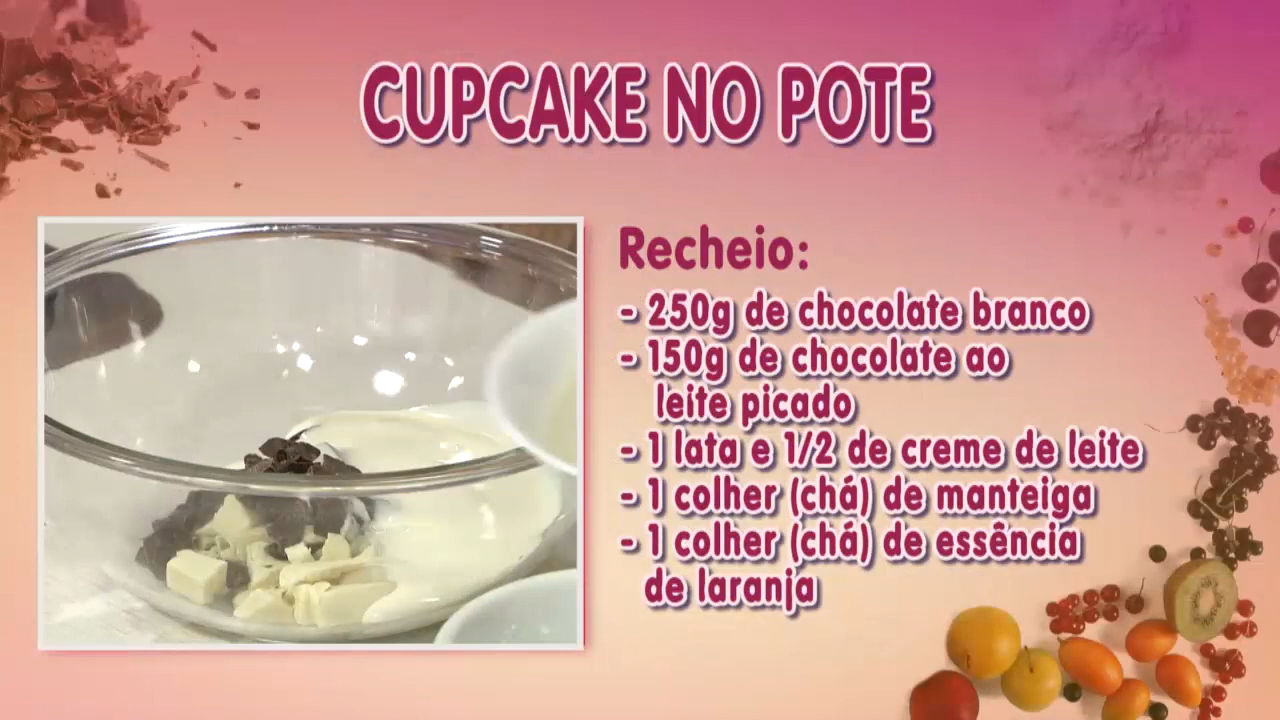 CUPCAKE NO POTE
Recheio:
- 250g de chocolate branco
- 150g de chocolate ao
leite picado
- 1 lata e 1/2 de creme de leite
- 1 colher (chá) de manteiga
- 1 colher (chá) de essência
de laranja